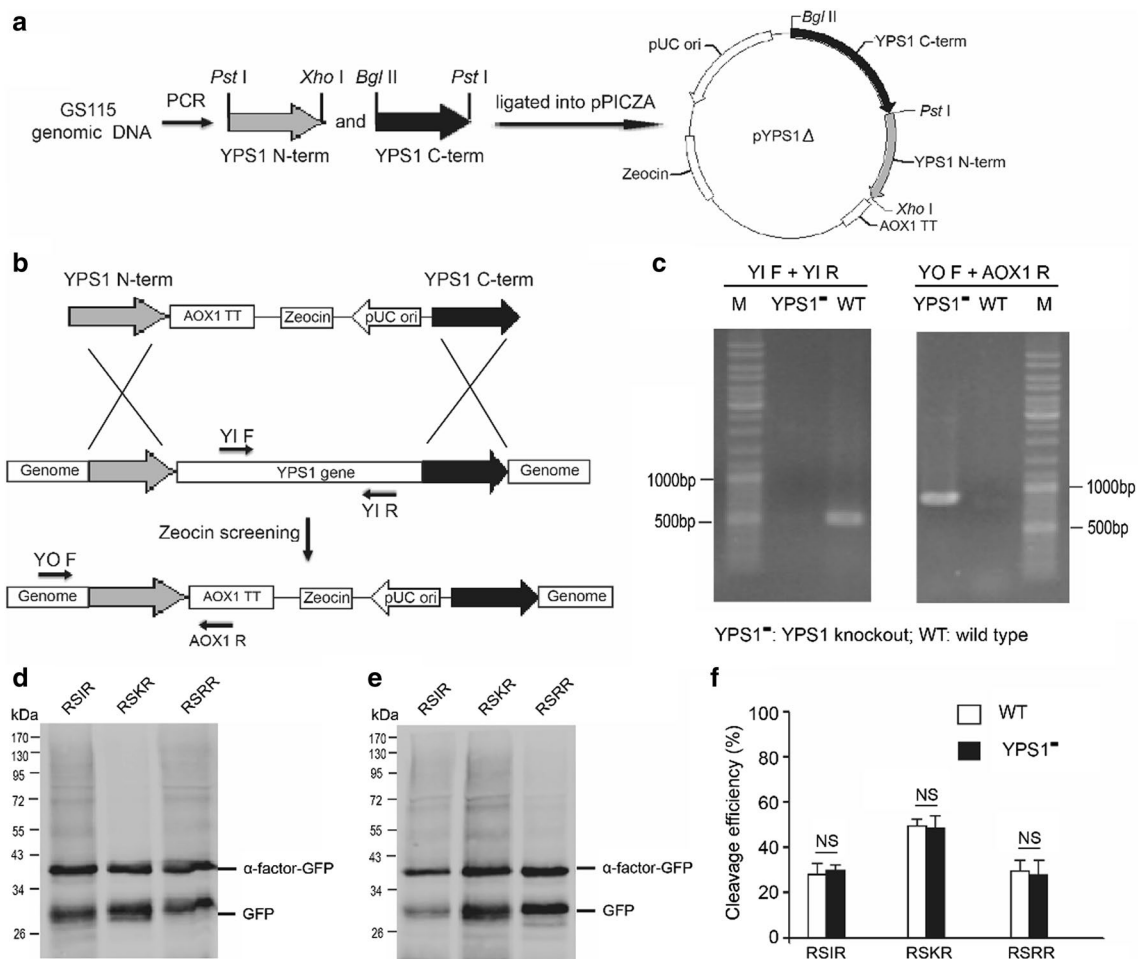 a
Pst I
Xho I
Bgl II
Pst I
GS115
genomic DNA
PCR
and
YPS1 N-term
YPS1 C-term
ligated into pPICZA
Bgl II
YPS1 C-term
pUC ori
Pst I
pYPS1Δ
YPS1 N-term
Zeocin
Xho I
AOX1 TT
b
YPS1 N-term
YPS1 C-term
AOX1 TT
Zeocin
pUC ori
YI F
Genome
YPS1 gene
Genome
YI R
Zeocin screening
YO F
Genome
AOX1 TT
Zeocin
pUC ori
Genome
AOX1 R
c
YI F + YI R
YO F + AOX1 R
M YPS1⁻ WT
YPS1⁻ WT M
1000bp
500bp
1000bp
500bp
YPS1⁻: YPS1 knockout; WT: wild type
d
RSIR
RSKR
RSRR
kDa
170
130
95
72
55
43
34
26
α-factor-GFP
GFP
e
RSIR
RSKR
RSRR
kDa
170
130
95
72
55
43
34
26
α-factor-GFP
GFP
f
WT
YPS1⁻
Cleavage efficiency (%)
100
80
60
40
20
0
NS
NS
NS
RSIR
RSKR
RSRR